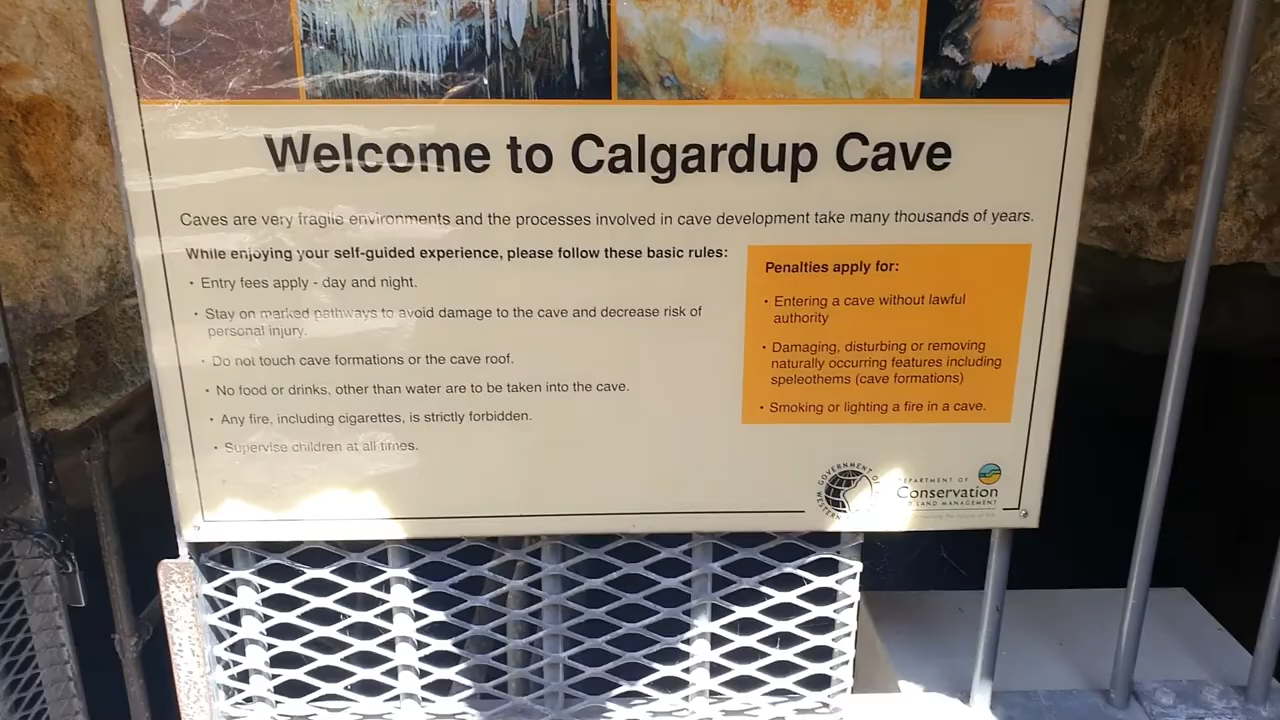 Welcome to Calgardup Cave
Caves are very fragile environments and the processes involved in cave development take many thousands of years.
While enjoying your self-guided experience, please follow these basic rules:
• Entry fees apply - day and night.
• Stay on marked pathways to avoid damage to the cave and decrease risk of
personal injury.
• Do not touch cave formations or the cave roof.
• No food or drinks, other than water are to be taken into the cave.
• Any fire, including cigarettes, is strictly forbidden.
• Supervise children at all times.
Penalties apply for:
• Entering a cave without lawful
authority
• Damaging, disturbing or removing
naturally occurring features including
speleothems (cave formations)
• Smoking or lighting a fire in a cave.
GOVERNMENT OF
DEPARTMENT OF
Conservation
LAND MANAGEMENT